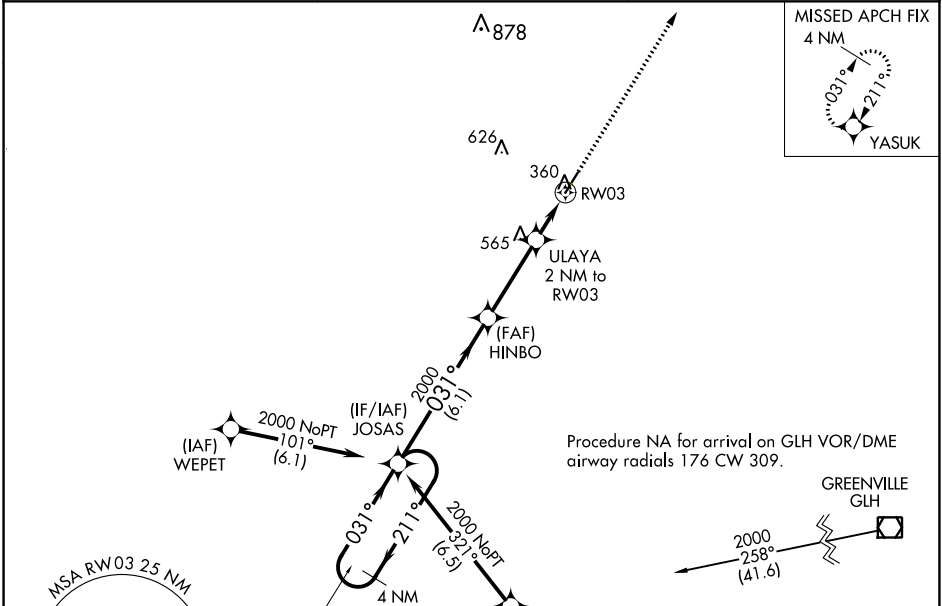 878
MISSED APCH FIX
4 NM
031°
211°
YASUK
626
360
RW03
565
ULAYA
2 NM to
RW03
(FAF)
HINBO
2000
031°
(6.1)
(IF/IAF)
JOSAS
2000 NoPT
101°
(6.1)
(IAF)
WEPET
Procedure NA for arrival on GLH VOR/DME
airway radials 176 CW 309.
GREENVILLE
GLH
2000
258°
(41.6)
031°
211°
2000 NoPT
321°
(6.5)
4 NM
MSA RW03 25 NM